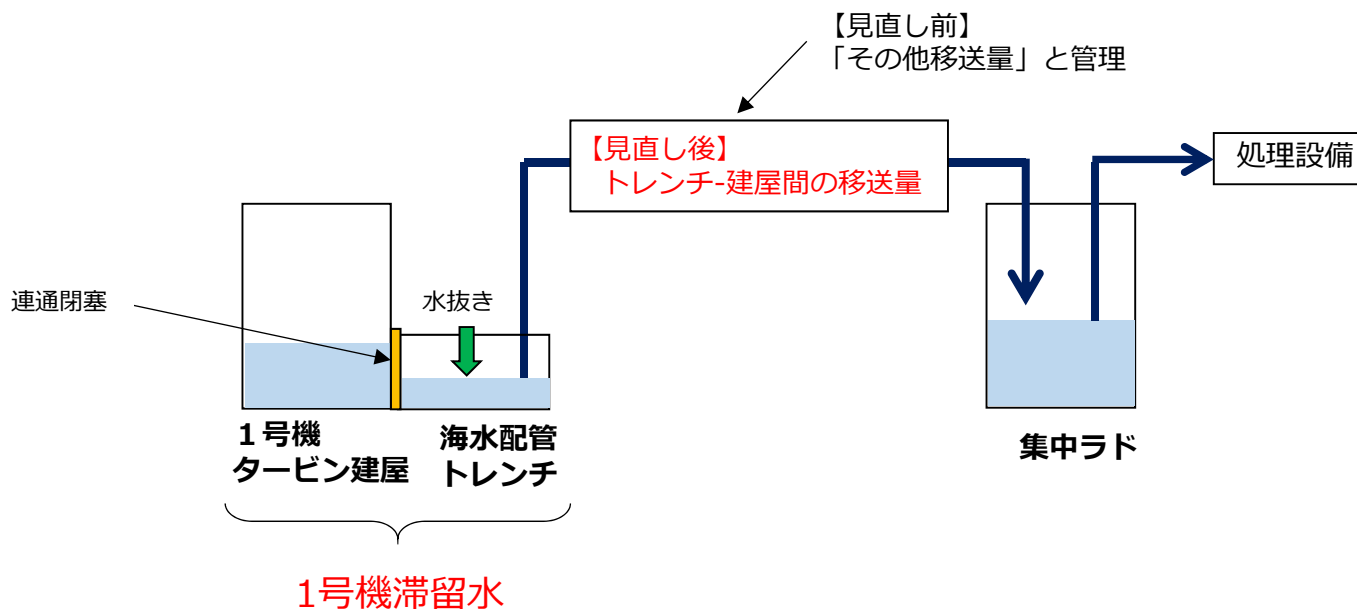 【見直し前】
「その他移送量」と管理
【見直し後】
トレンチ-建屋間の移送量
処理設備
連通閉塞
水抜き
１号機
タービン建屋
海水配管
トレンチ
集中ラド
1号機滞留水